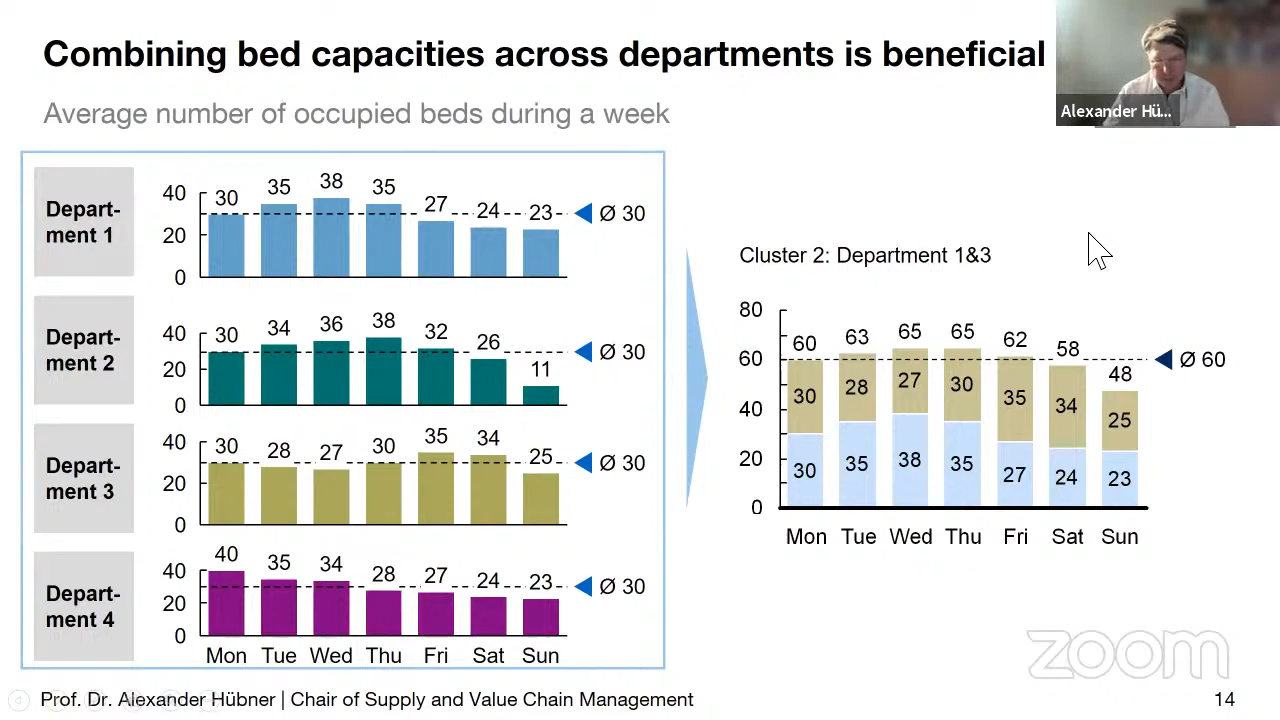 Combining bed capacities across departments is beneficial
Average number of occupied beds during a week
Alexander Hü...
Depart-
ment 1
40
20
0
30 35 38 35 27 24 23
Ø 30
Depart-
ment 2
40
20
0
30 34 36 38 32 26 11
Ø 30
Depart-
ment 3
40
20
0
30 28 27 30 35 34 25
Ø 30
Depart-
ment 4
40
20
0
40 35 34 28 27 24 23
Ø 30
Mon Tue Wed Thu Fri Sat Sun
Cluster 2: Department 1&3
80
60
40
20
0
60 63 65 65 62 58 48
30 28 27 30 35 34 25
30 35 38 35 27 24 23
Ø 60
Mon Tue Wed Thu Fri Sat Sun
zoom
Prof. Dr. Alexander Hübner | Chair of Supply and Value Chain Management
14